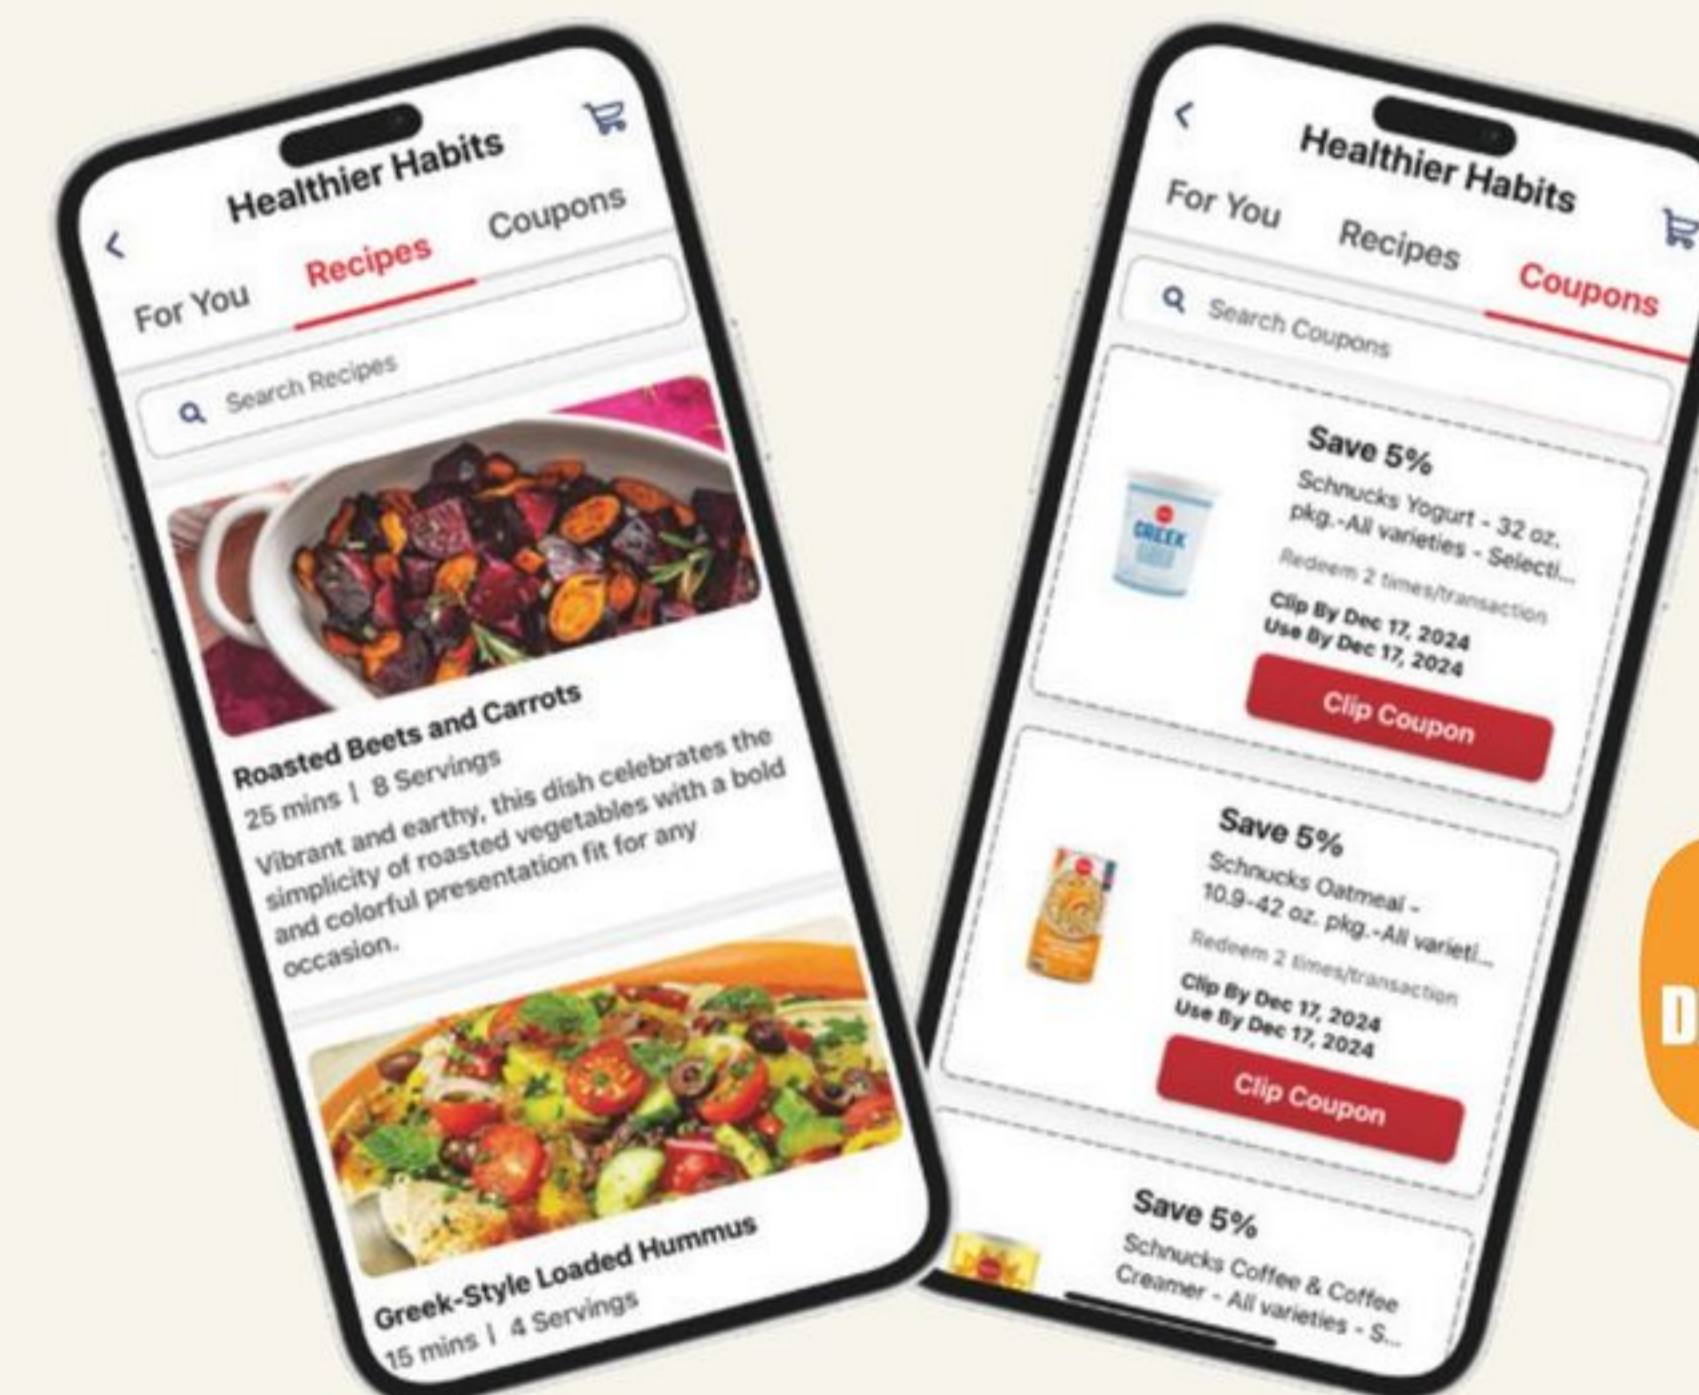 Healthier Habits
For You
Recipes
Coupons
Search Recipes
Roasted Beets and Carrots
25 mins | 8 Servings
Vibrant and earthy, this dish celebrates the
simplicity of roasted vegetables with a bold
and colorful presentation fit for any
occasion.
Greek-Style Loaded Hummus
15 mins | 4 Servings
Healthier Habits
For You
Recipes
Coupons
Search Coupons
Save 5%
Schnucks Yogurt - 32 oz.
pkg.-All varieties - Selecti...
Redeem 2 times/transaction
Clip By Dec 17, 2024
Use By Dec 17, 2024
Clip Coupon
GREEK
Save 5%
Schnucks Oatmeal -
10.9-42 oz. pkg.-All varieti...
Redeem 2 times/transaction
Clip By Dec 17, 2024
Use By Dec 17, 2024
Clip Coupon
Save 5%
Schnucks Coffee & Coffee
Creamer - All varieties - S...
D